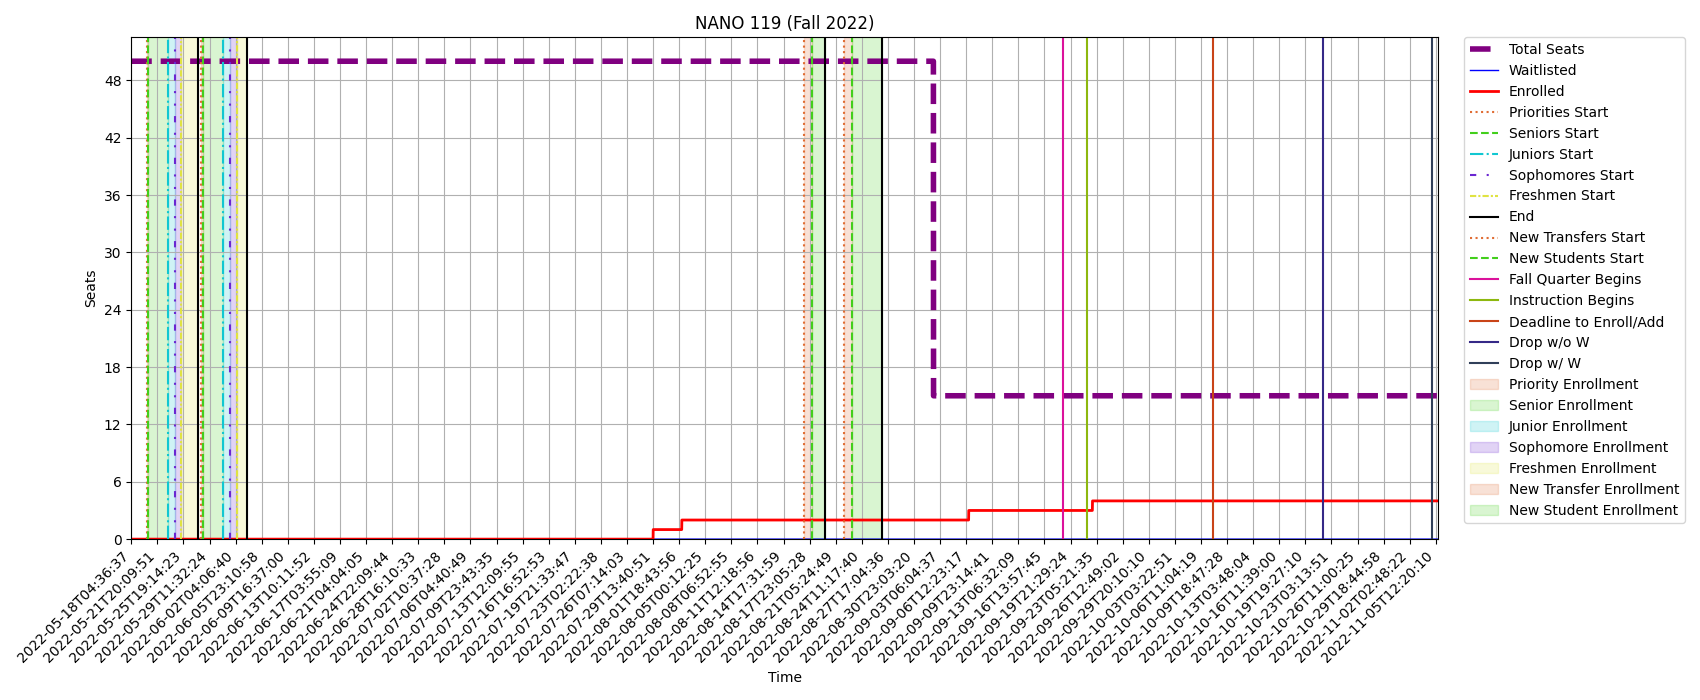 NANO 119 (Fall 2022)
Seats
48
42
36
30
24
18
12
6
0
2022-05-18T04:36:37
2022-05-21T20:09:51
2022-05-25T19:14:23
2022-05-29T11:32:24
2022-06-02T04:06:40
2022-06-05T23:10:58
2022-06-09T16:37:00
2022-06-13T10:11:52
2022-06-17T03:55:09
2022-06-21T04:04:05
2022-06-24T22:09:44
2022-06-28T16:10:33
2022-07-02T10:37:28
2022-07-06T04:40:49
2022-07-09T23:43:35
2022-07-13T12:09:55
2022-07-16T16:52:53
2022-07-19T21:33:47
2022-07-23T02:22:38
2022-07-26T07:14:03
2022-07-29T13:40:51
2022-08-01T18:43:56
2022-08-05T00:12:25
2022-08-08T06:52:55
2022-08-11T12:18:56
2022-08-14T17:31:59
2022-08-17T23:05:28
2022-08-21T05:24:49
2022-08-24T11:17:40
2022-08-27T17:04:36
2022-08-30T23:03:20
2022-09-03T06:04:37
2022-09-06T12:23:17
2022-09-09T23:14:41
2022-09-13T06:32:09
2022-09-16T13:57:45
2022-09-19T21:29:24
2022-09-23T05:21:35
2022-09-26T12:49:02
2022-09-29T20:10:10
2022-10-03T03:22:51
2022-10-06T11:04:19
2022-10-09T18:47:28
2022-10-13T03:48:04
2022-10-16T11:39:00
2022-10-19T19:27:10
2022-10-23T03:13:51
2022-10-26T11:00:25
2022-10-29T18:44:58
2022-11-02T02:48:22
2022-11-05T12:20:10
Time
Total Seats
Waitlisted
Enrolled
Priorities Start
Seniors Start
Juniors Start
Sophomores Start
Freshmen Start
End
New Transfers Start
New Students Start
Fall Quarter Begins
Instruction Begins
Deadline to Enroll/Add
Drop w/o W
Drop w/ W
Priority Enrollment
Senior Enrollment
Junior Enrollment
Sophomore Enrollment
Freshmen Enrollment
New Transfer Enrollment
New Student Enrollment